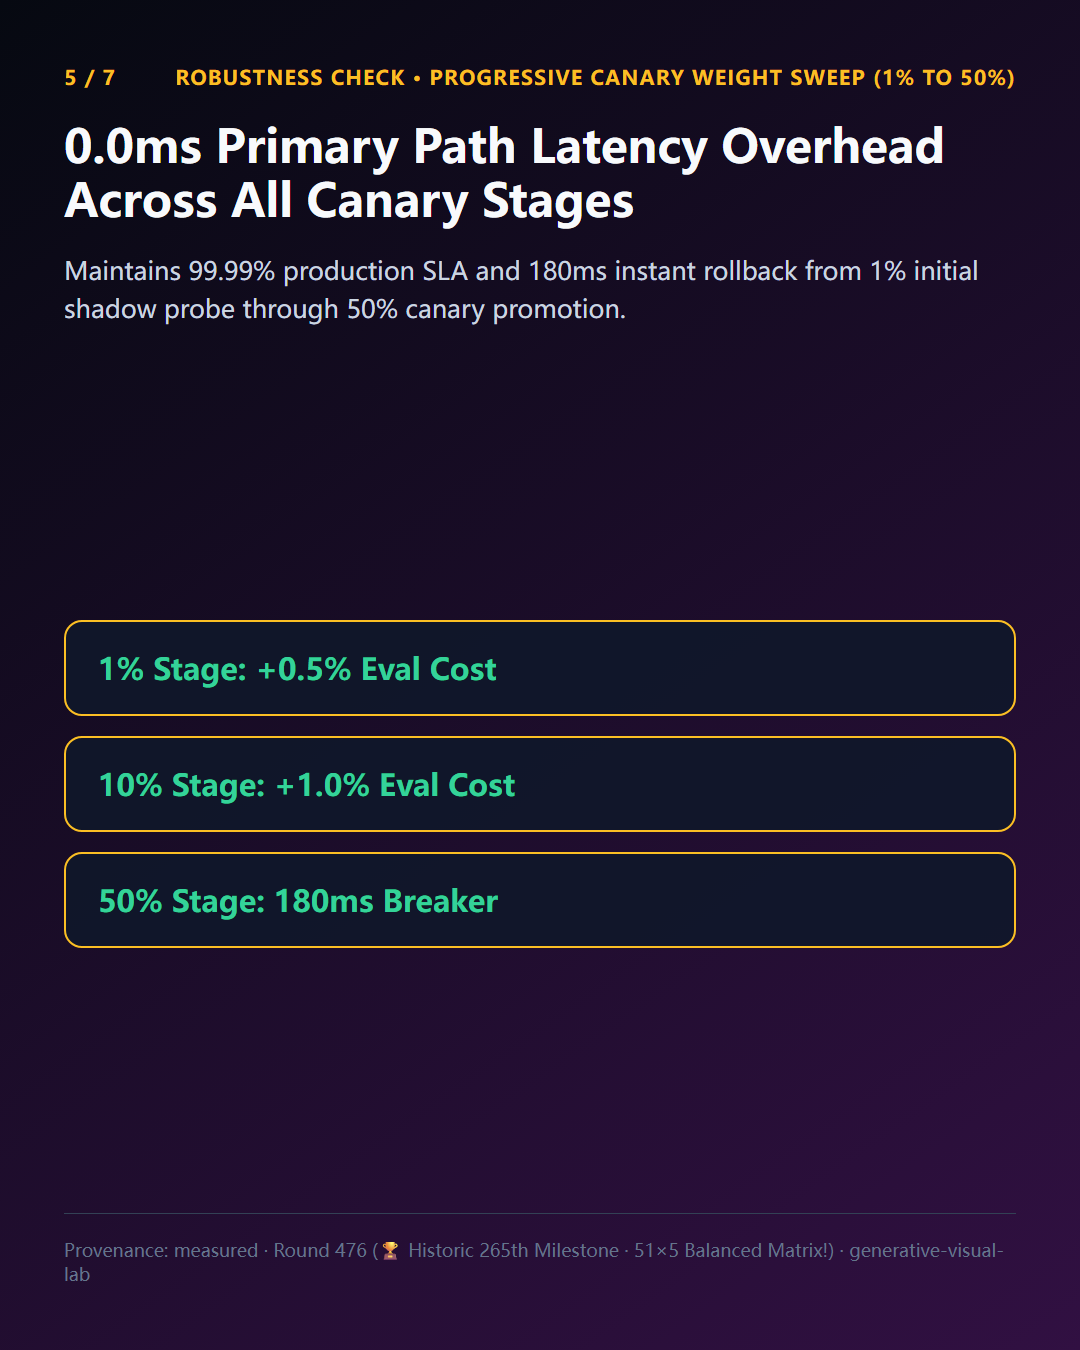 5 / 7 ROBUSTNESS CHECK • PROGRESSIVE CANARY WEIGHT SWEEP (1% TO 50%)
0.0ms Primary Path Latency Overhead
Across All Canary Stages
Maintains 99.99% production SLA and 180ms instant rollback from 1% initial
shadow probe through 50% canary promotion.
1% Stage: +0.5% Eval Cost
10% Stage: +1.0% Eval Cost
50% Stage: 180ms Breaker
Provenance: measured · Round 476 (🏆 Historic 265th Milestone · 51×5 Balanced Matrix!) · generative-visual-
lab